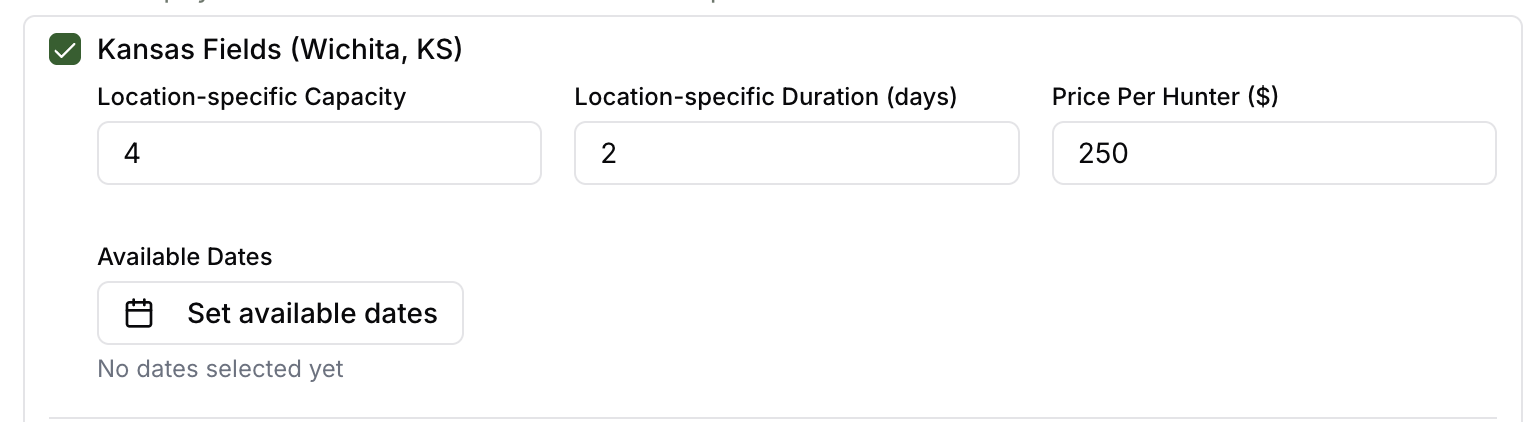 Kansas Fields (Wichita, KS)
Location-specific Capacity
Location-specific Duration (days)
Price Per Hunter ($)
4
2
250
Available Dates
Set available dates
No dates selected yet